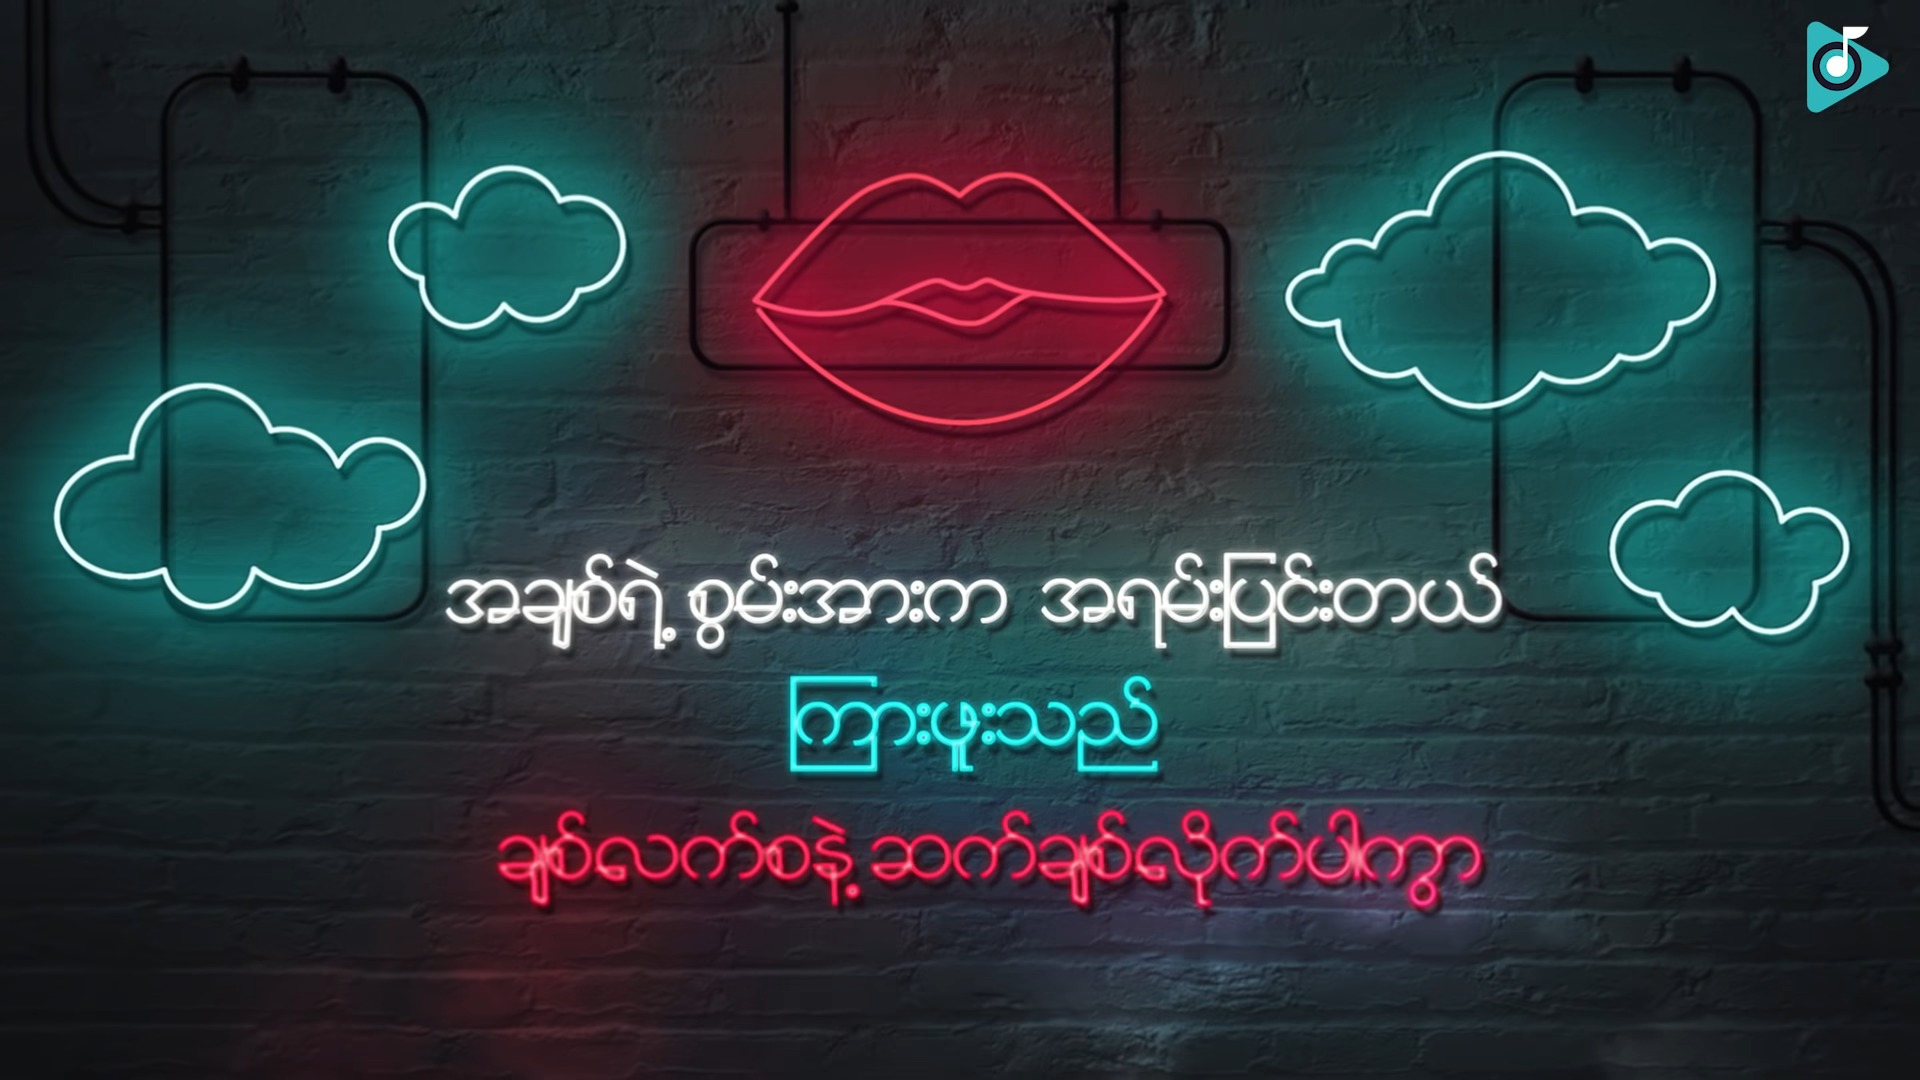 အချစ်ရဲ့ စွမ်းအားက အရမ်းပြင်းတယ်
ကြားဖူးသည်
ချစ်လက်စနဲ့ ဆက်ချစ်လိုက်ပါကွာ